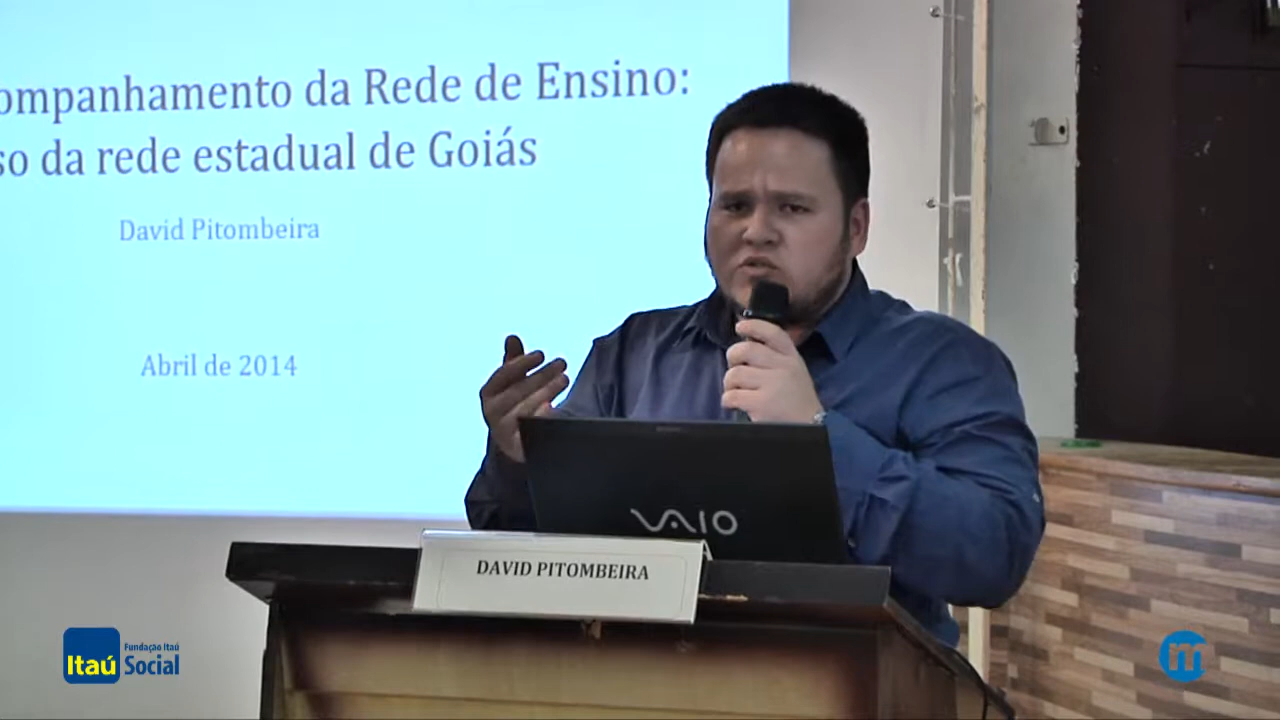 ompanhamento da Rede de Ensino:
so da rede estadual de Goiás
David Pitombeira
Abril de 2014
VAIO
DAVID PITOMBEIRA
Itaú
Fundação Itaú
Social
m